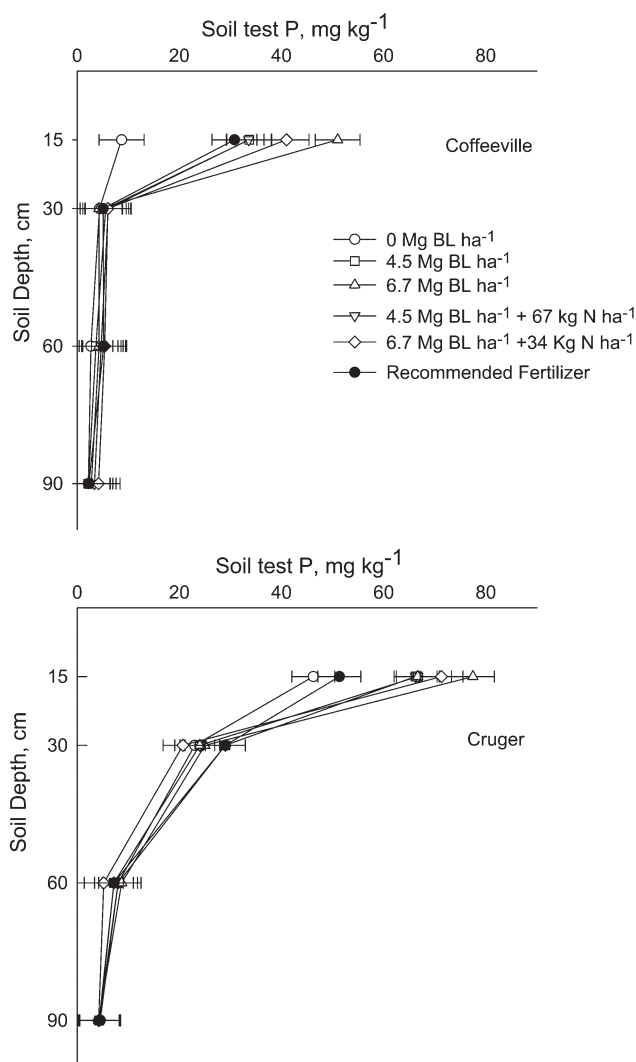 Soil test P, mg kg⁻¹
0 20 40 60 80
15
Coffeeville
30
0 Mg BL ha⁻¹
4.5 Mg BL ha⁻¹
6.7 Mg BL ha⁻¹
4.5 Mg BL ha⁻¹ + 67 kg N ha⁻¹
6.7 Mg BL ha⁻¹ +34 Kg N ha⁻¹
Recommended Fertilizer
60
90
Soil Depth, cm
Soil test P, mg kg⁻¹
0 20 40 60 80
15
30
Cruger
60
90
Soil Depth, cm